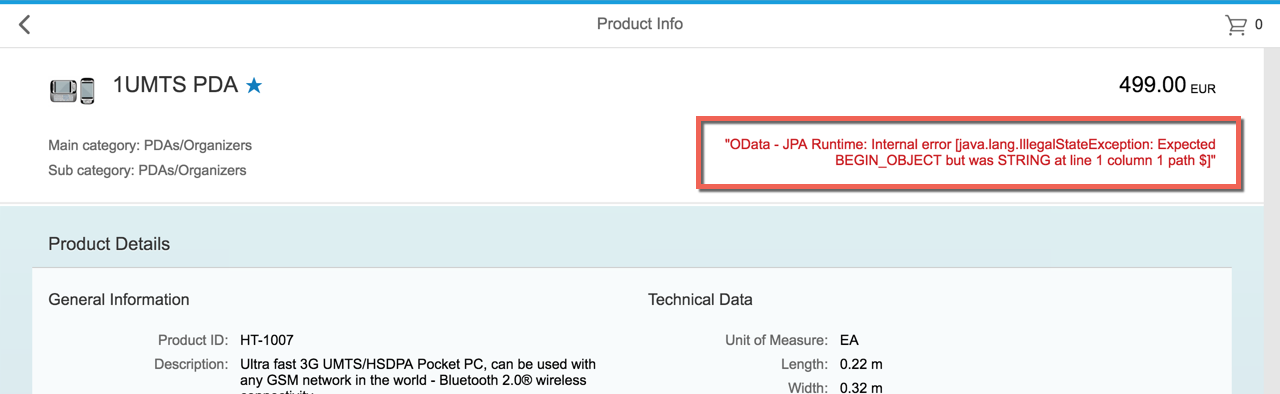 Product Info
0
1UMTS PDA
499.00 EUR
Main category: PDAs/Organizers
Sub category: PDAs/Organizers
"OData - JPA Runtime: Internal error [java.lang.IllegalStateException: Expected
BEGIN_OBJECT but was STRING at line 1 column 1 path $]"
Product Details
General Information
Product ID: HT-1007
Description: Ultra fast 3G UMTS/HSDPA Pocket PC, can be used with
any GSM network in the world - Bluetooth 2.0® wireless
Technical Data
Unit of Measure: EA
Length: 0.22 m
Width: 0.32 m